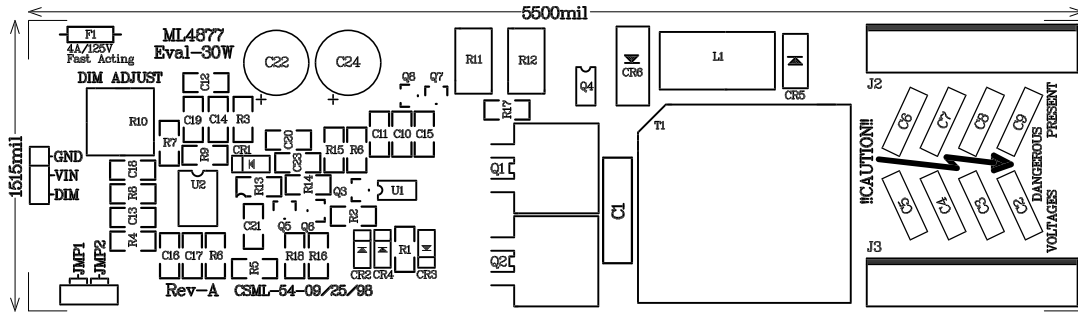 5500mil
1515mil
F1
4A/125V
Fast Acting
ML4877
Eval-30W
DIM ADJUST
C22
C24
R11
R12
CR6
L1
CR5
J2
Q8
Q7
Q4
C12
R10
R17
C19
C14
R3
R7
C20
C11
C10
C15
T1
C6
C7
C8
C9
PRESENT
DANGEROUS
VOLTAGES
!!CAUTION!!
R9
CR1
R15
R6
C23
GND
VIN
DIM
C18
R8
C13
R4
U2
R13
R14
Q3
U1
Q1
C1
C5
C4
C3
C2
C21
Q5
Q6
R2
C16
C17
R6
R5
R18
R16
CR2
CR4
R1
CR3
Q2
J3
JMP1
JMP2
Rev-A
CSML-54-09/25/98